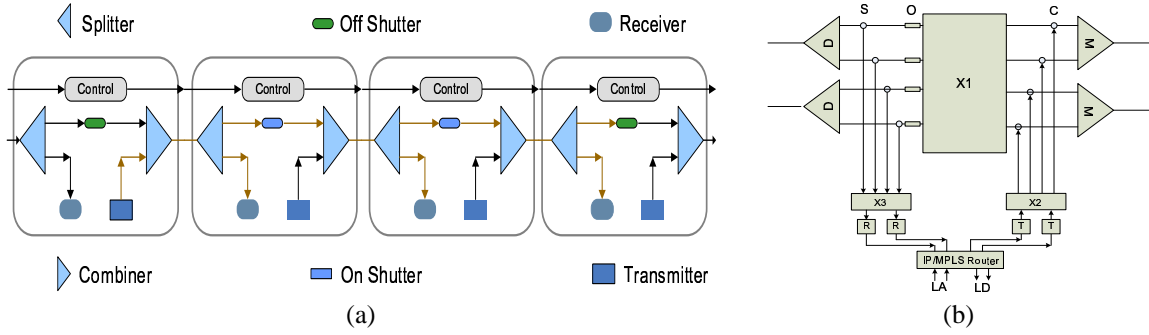 Splitter
Off Shutter
Receiver
Control
Control
Control
Control
Combiner
On Shutter
Transmitter
(a)
S
O
C
D
D
X1
M
M
X3
X2
R
R
T
T
IP/MPLS Router
LA
LD
(b)